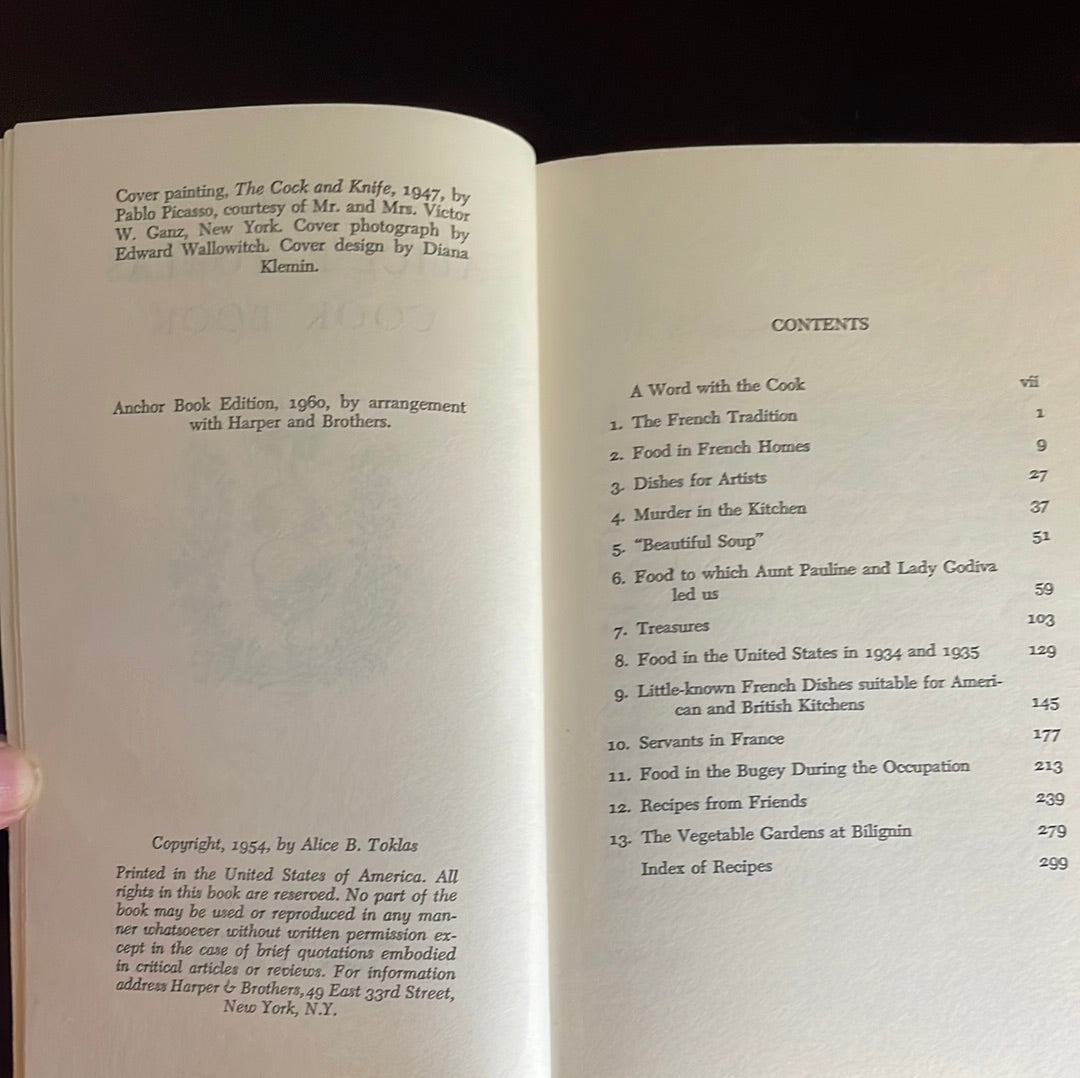 Cover painting, The Cock and Knife, 1947, by
Pablo Picasso, courtesy of Mr. and Mrs. Victor
W. Ganz, New York. Cover photograph by
Edward Wallowitch. Cover design by Diana
Klemin.
COOK BOOK
Anchor Book Edition, 1960, by arrangement
with Harper and Brothers.
Copyright, 1954, by Alice B. Toklas
Printed in the United States of America. All
rights in this book are reserved. No part of the
book may be used or reproduced in any man-
ner whatsoever without written permission ex-
cept in the case of brief quotations embodied
in critical articles or reviews. For information
address Harper & Brothers, 49 East 33rd Street,
New York, N.Y.
CONTENTS
A Word with the Cook vii
1. The French Tradition 1
2. Food in French Homes 9
3. Dishes for Artists 27
4. Murder in the Kitchen 37
5. “Beautiful Soup” 51
6. Food to which Aunt Pauline and Lady Godiva
led us 59
7. Treasures 103
8. Food in the United States in 1934 and 1935 129
9. Little-known French Dishes suitable for Ameri-
can and British Kitchens 145
10. Servants in France 177
11. Food in the Bugey During the Occupation 213
12. Recipes from Friends 239
13. The Vegetable Gardens at Bilignin 279
Index of Recipes 299